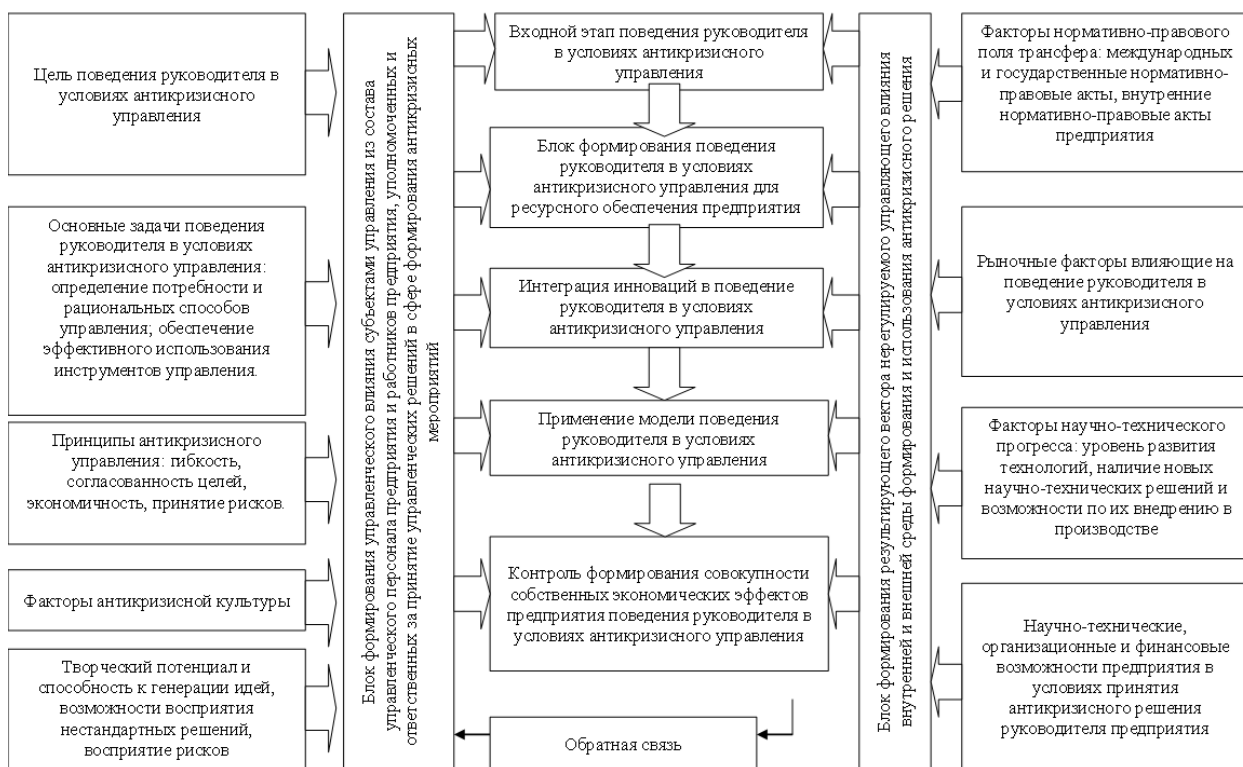 Цель поведения руководителя в
условиях антикризисного
управления
Основные задачи поведения
руководителя в условиях
антикризисного управления:
определение потребности и
рациональных способов
управления; обеспечение
эффективного использования
инструментов управления.
Принципы антикризисного
управления: гибкость,
согласованность целей,
экономичность, принятие рисков.
Факторы антикризисной культуры
Творческий потенциал и
способность к генерации идей,
возможности восприятия
нестандартных решений,
восприятие рисков
Блок формирования управленческого влияния субъектами управления из состава
управленческого персонала предприятия и работников предприятия, уполномоченных и
ответственных за принятие управленческих решений в сфере формирования антикризисных
мероприятий
Входной этап поведения руководителя
в условиях антикризисного
управления
Блок формирования поведения
руководителя в условиях
антикризисного управления для
ресурсного обеспечения предприятия
Интеграция инноваций в поведение
руководителя в условиях
антикризисного управления
Применение модели поведения
руководителя в условиях
антикризисного управления
Контроль формирования совокупности
собственных экономических эффектов
предприятия поведения руководителя в
условиях антикризисного управления
Обратная связь
Блок формирования результирующего вектора нерегулируемого управляющего влияния
внутренней и внешней среды формирования и использования антикризисного решения
Факторы нормативно-правового
поля трансфера: международных
и государственные нормативно-
правовые акты, внутренние
нормативно-правовые акты
предприятия
Рыночные факторы влияющие на
поведение руководителя в
условиях антикризисного
управления
Факторы научно-технического
прогресса: уровень развития
технологий, наличие новых
научно-технических решений и
возможности по их внедрению в
производстве
Научно-технические,
организационные и финансовые
возможности предприятия в
условиях принятия
антикризисного решения
руководителя предприятия